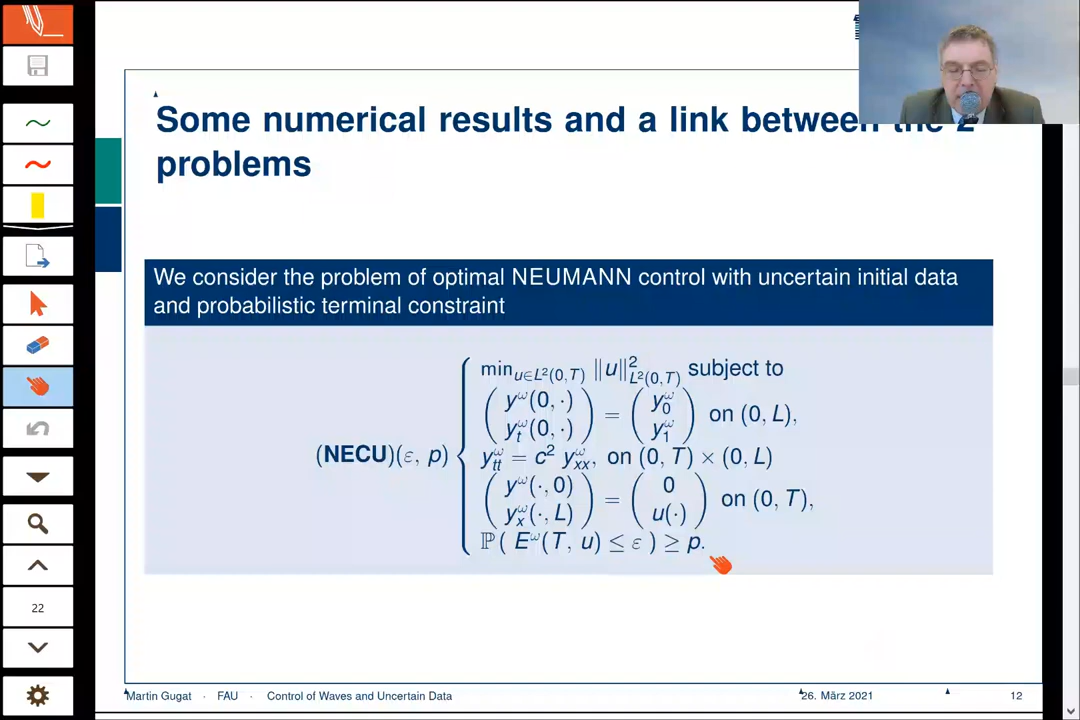 Some numerical results and a link between the 2
problems
We consider the problem of optimal NEUMANN control with uncertain initial data
and probabilistic terminal constraint
min_{u∈L²(0,T)} ‖u‖²_{L²(0,T)} subject to
( y^ω(0,·) ; y_t^ω(0,·) ) = ( y_0^ω ; y_1^ω ) on (0, L),
(NECU)(ε, p) { y_tt^ω = c² y_xx^ω, on (0, T) × (0, L)
( y^ω(·,0) ; y_x^ω(·,L) ) = ( 0 ; u(·) ) on (0, T),
ℙ( E^ω(T, u) ≤ ε ) ≥ p.
22
Martin Gugat · FAU · Control of Waves and Uncertain Data 26. März 2021 12